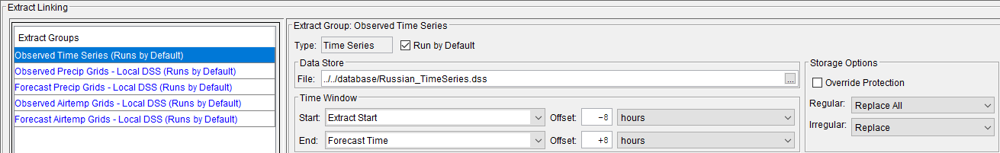 Extract Linking
Extract Groups
Observed Time Series (Runs by Default)
Observed Precip Grids - Local DSS (Runs by Default)
Forecast Precip Grids - Local DSS (Runs by Default)
Observed Airtemp Grids - Local DSS (Runs by Default)
Forecast Airtemp Grids - Local DSS (Runs by Default)
Extract Group: Observed Time Series
Type: Time Series Run by Default
Data Store
File: ../../database/Russian_TimeSeries.dss ...
Time Window
Start: Extract Start Offset: -8 hours
End: Forecast Time Offset: +8 hours
Storage Options
Override Protection
Regular: Replace All
Irregular: Replace